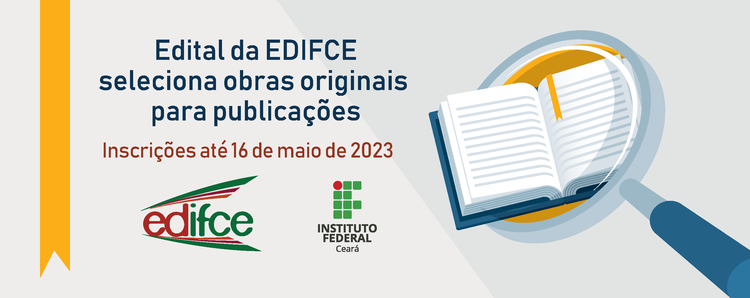 Edital da EDIFCE
seleciona obras originais
para publicações
Inscrições até 16 de maio de 2023
edifce
INSTITUTO
FEDERAL
Ceará